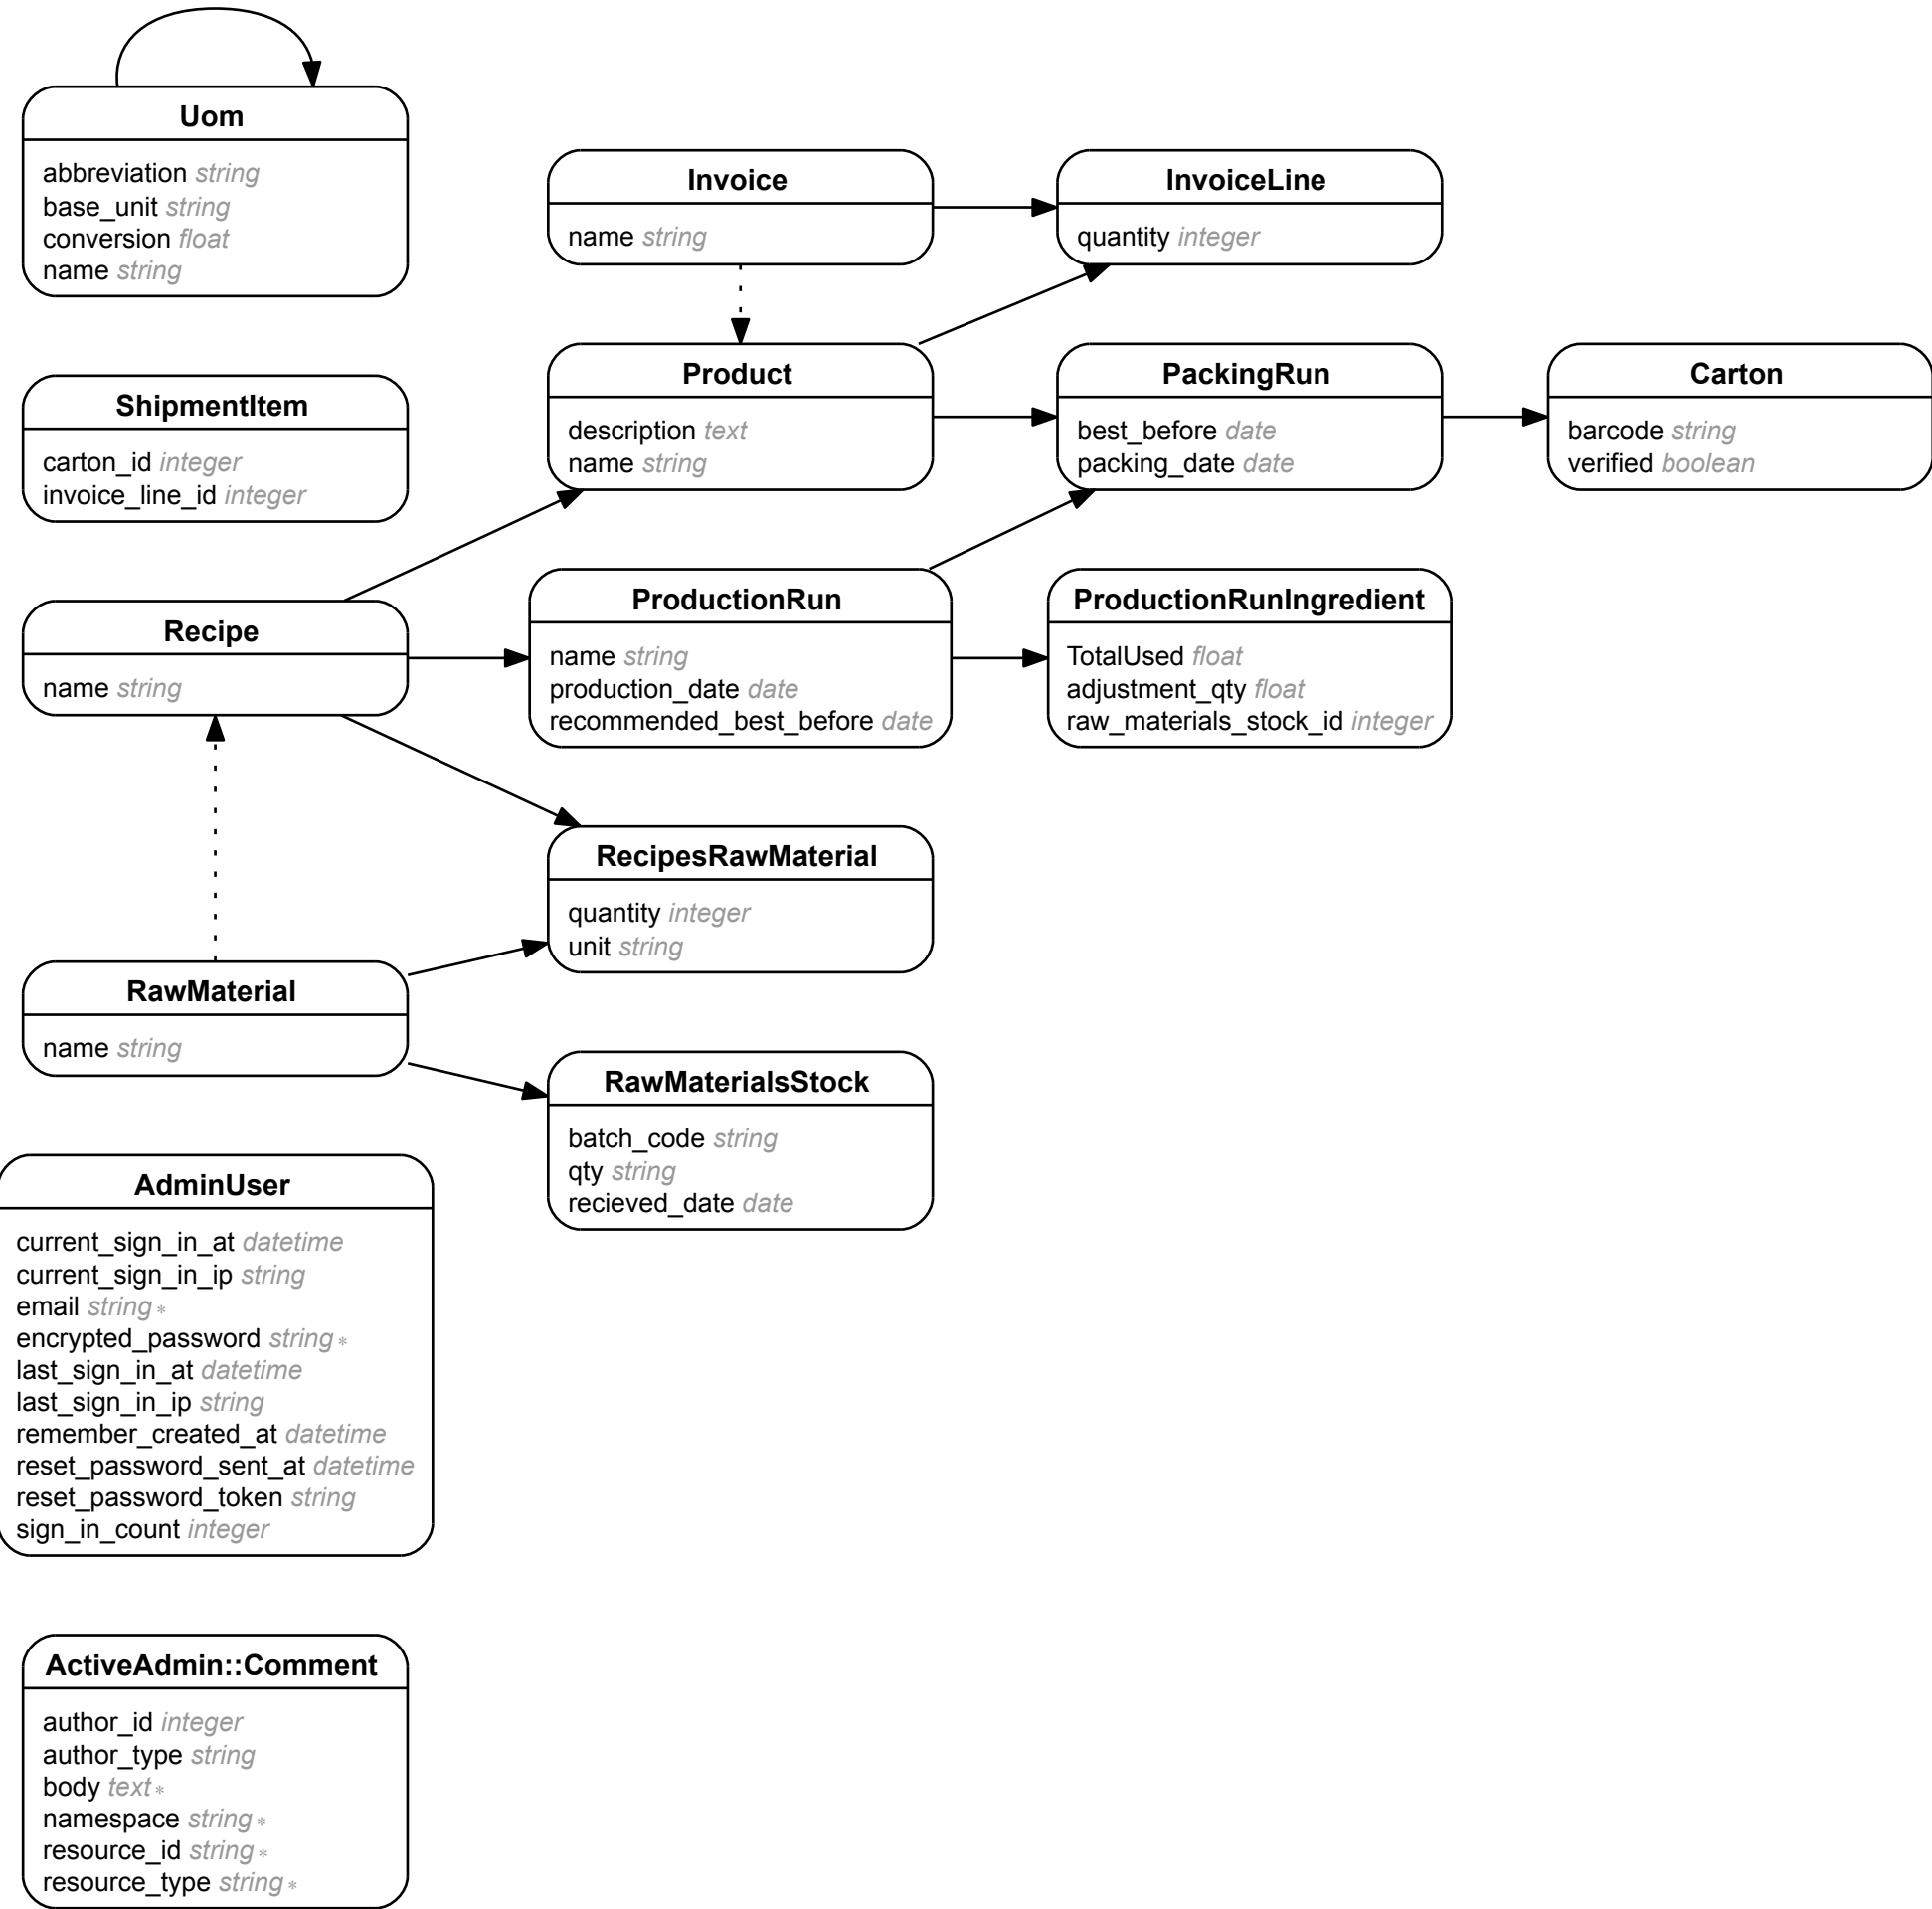 Uom
abbreviation string
base_unit string
conversion float
name string
Invoice
name string
InvoiceLine
quantity integer
ShipmentItem
carton_id integer
invoice_line_id integer
Product
description text
name string
PackingRun
best_before date
packing_date date
Carton
barcode string
verified boolean
Recipe
name string
ProductionRun
name string
production_date date
recommended_best_before date
ProductionRunIngredient
TotalUsed float
adjustment_qty float
raw_materials_stock_id integer
RecipesRawMaterial
quantity integer
unit string
RawMaterial
name string
RawMaterialsStock
batch_code string
qty string
recieved_date date
AdminUser
current_sign_in_at datetime
current_sign_in_ip string
email string *
encrypted_password string *
last_sign_in_at datetime
last_sign_in_ip string
remember_created_at datetime
reset_password_sent_at datetime
reset_password_token string
sign_in_count integer
ActiveAdmin::Comment
author_id integer
author_type string
body text *
namespace string *
resource_id string *
resource_type string *